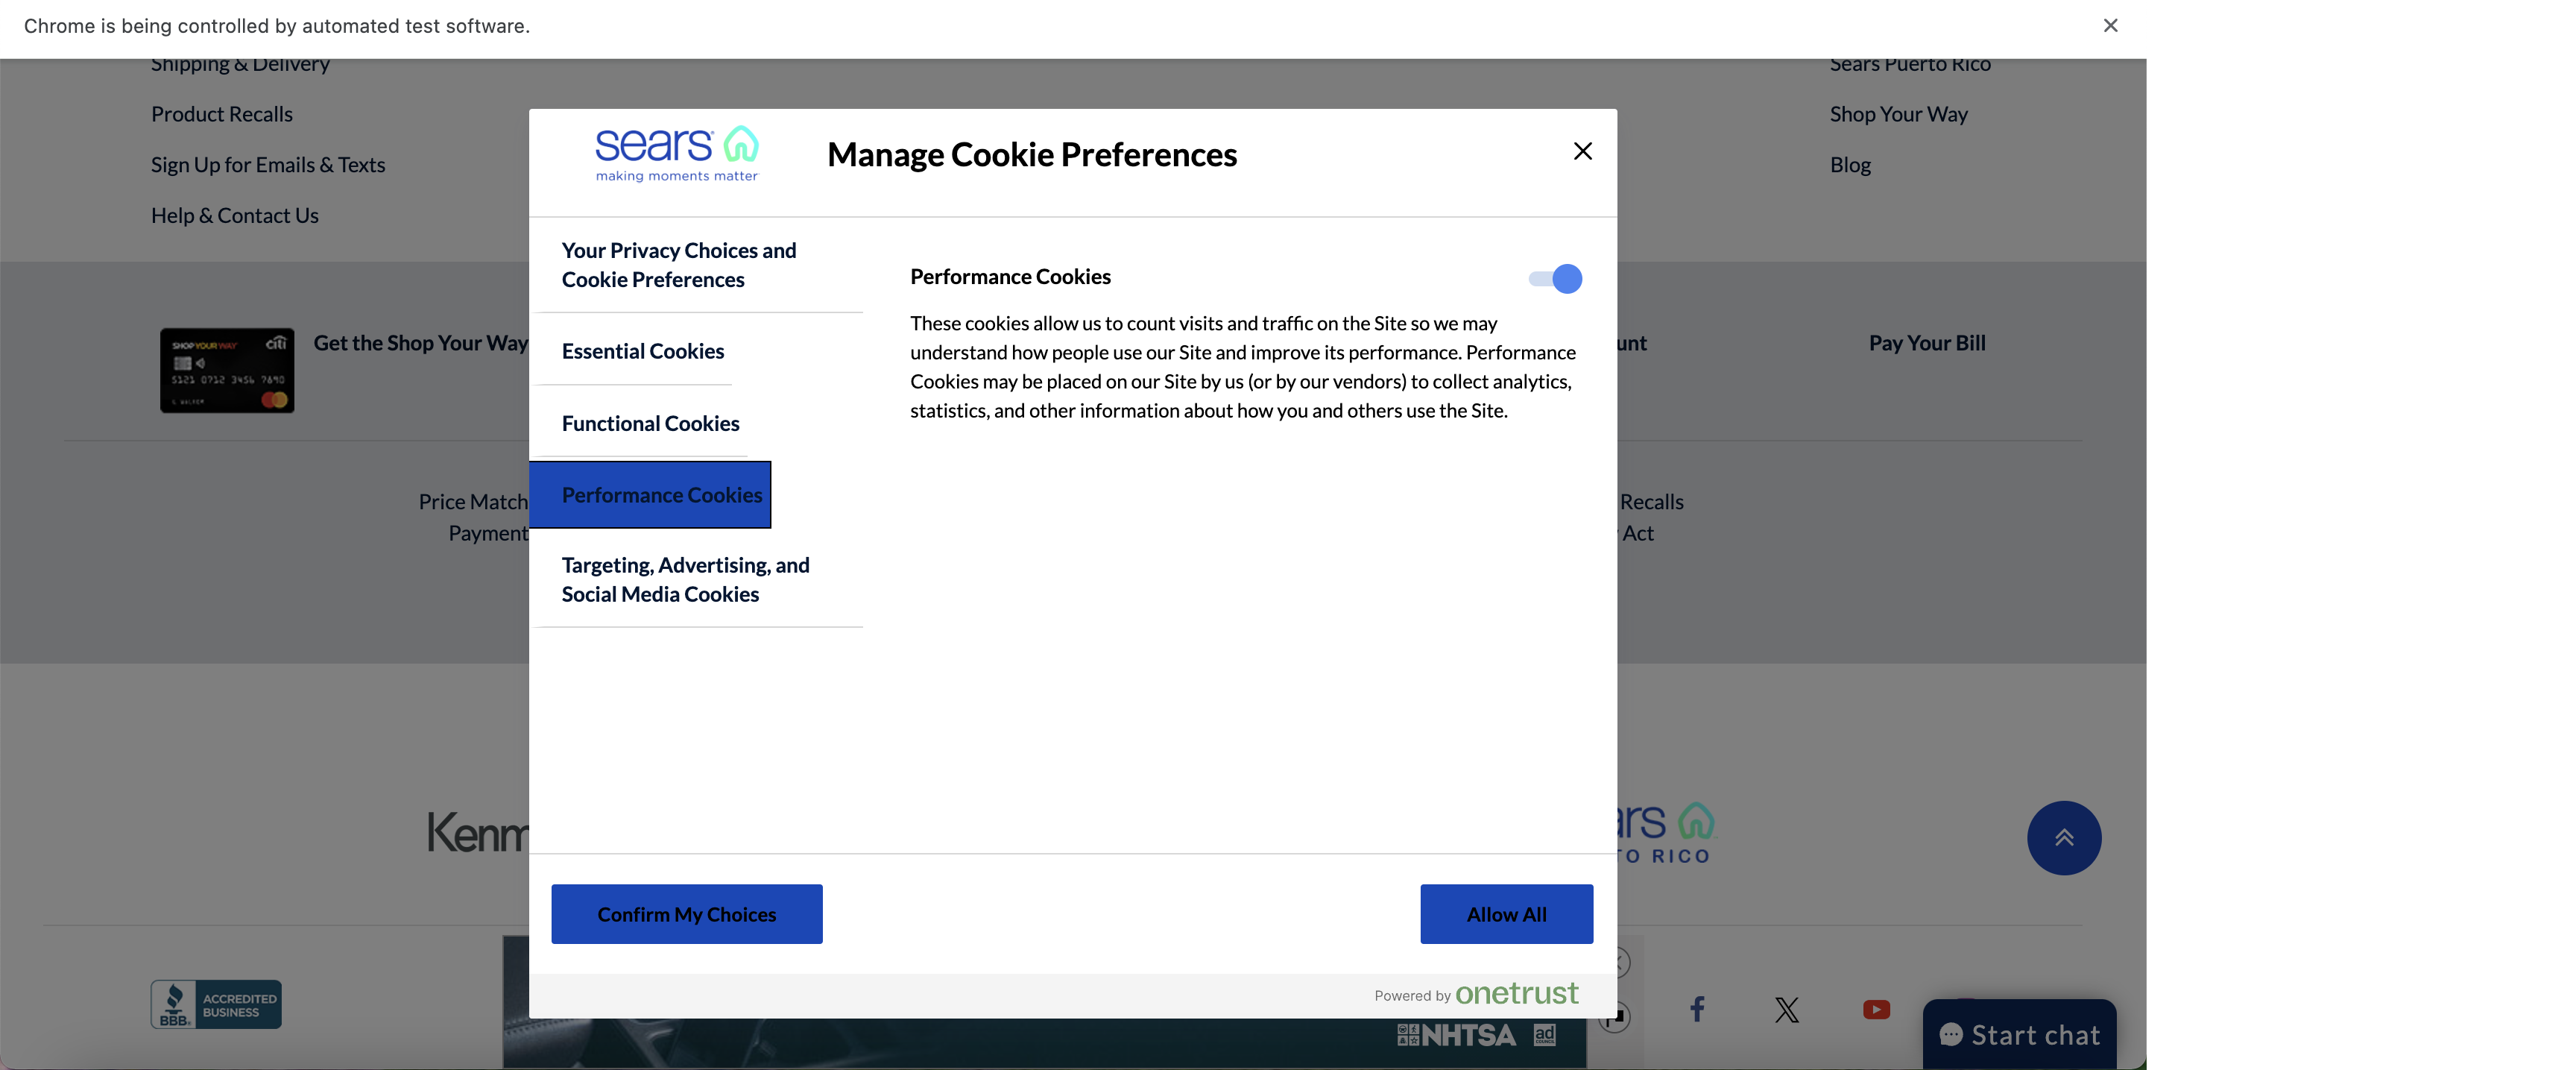 Chrome is being controlled by automated test software.
Shipping & Delivery
Product Recalls
Sign Up for Emails & Texts
Help & Contact Us
Sears Puerto Rico
Shop Your Way
Blog
sears
making moments matter
Manage Cookie Preferences
Your Privacy Choices and
Cookie Preferences
Essential Cookies
Functional Cookies
Performance Cookies
Targeting, Advertising, and
Social Media Cookies
Performance Cookies
These cookies allow us to count visits and traffic on the Site so we may
understand how people use our Site and improve its performance. Performance
Cookies may be placed on our Site by us (or by our vendors) to collect analytics,
statistics, and other information about how you and others use the Site.
SHOP YOUR WAY
citi
5121 0712 3456 7890
Get the Shop Your Way
unt
Pay Your Bill
Price Match
Payment
Recalls
Act
Kenm
ars
TO RICO
Confirm My Choices
Allow All
Powered by onetrust
BBB.
ACCREDITED
BUSINESS
NHTSA
ad
Start chat